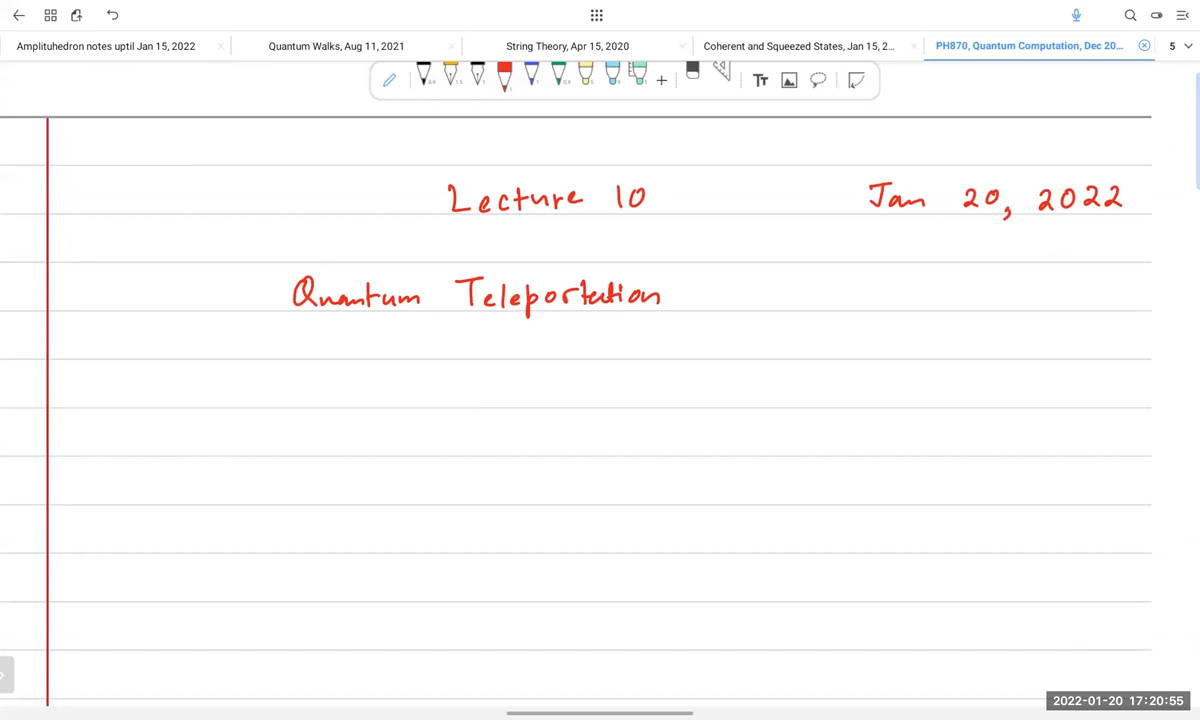 Amplituhedron notes uptil Jan 15, 2022 Quantum Walks, Aug 11, 2021 String Theory, Apr 15, 2020 Coherent and Squeezed States, Jan 15, 2... PH870, Quantum Computation, Dec 20... 5
TT
Lecture 10 Jan 20, 2022
Quantum Teleportation
2022-01-20 17:20:55